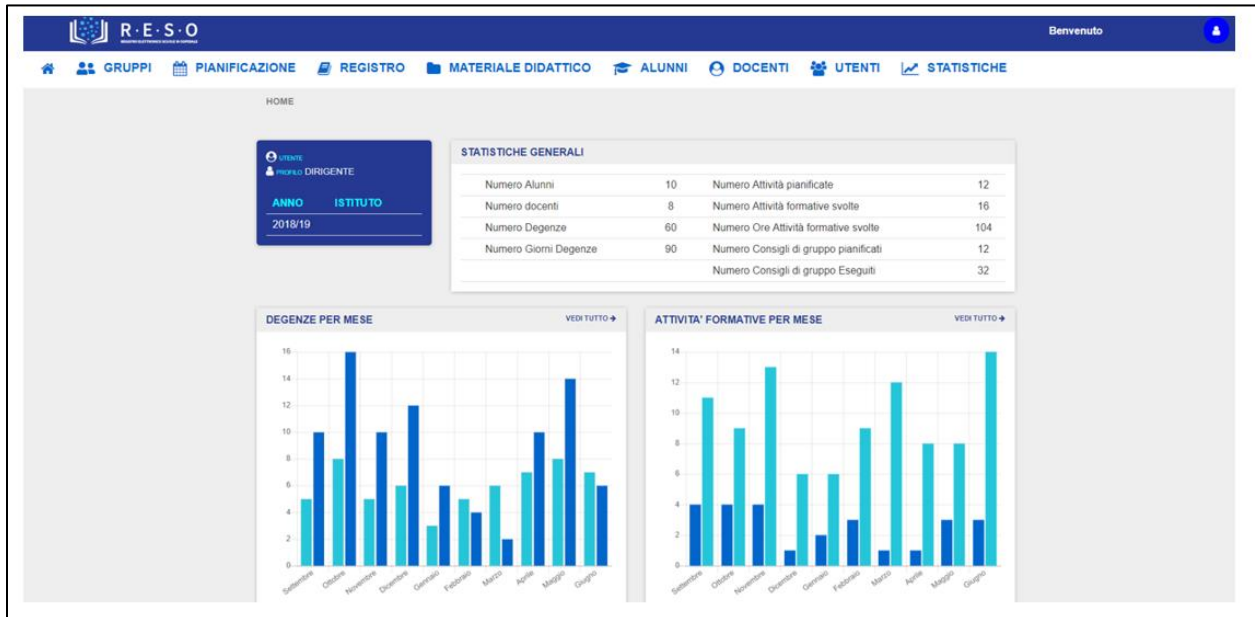 R·E·S·O
REGISTRO ELETTRONICO SCUOLE IN OSPEDALE
Benvenuto
GRUPPI PIANIFICAZIONE REGISTRO MATERIALE DIDATTICO ALUNNI DOCENTI UTENTI STATISTICHE
HOME
UTENTE
PROFILO DIRIGENTE
ANNO ISTITUTO
2018/19
STATISTICHE GENERALI
Numero Alunni 10 Numero Attività pianificate 12
Numero docenti 8 Numero Attività formative svolte 16
Numero Degenze 60 Numero Ore Attività formative svolte 104
Numero Giorni Degenze 90 Numero Consigli di gruppo pianificati 12
Numero Consigli di gruppo Eseguiti 32
DEGENZE PER MESE VEDI TUTTO
16
14
12
10
8
6
4
2
0
Settembre Ottobre Novembre Dicembre Gennaio Febbraio Marzo Aprile Maggio Giugno
ATTIVITA' FORMATIVE PER MESE VEDI TUTTO
14
12
10
8
6
4
2
0
Settembre Ottobre Novembre Dicembre Gennaio Febbraio Marzo Aprile Maggio Giugno